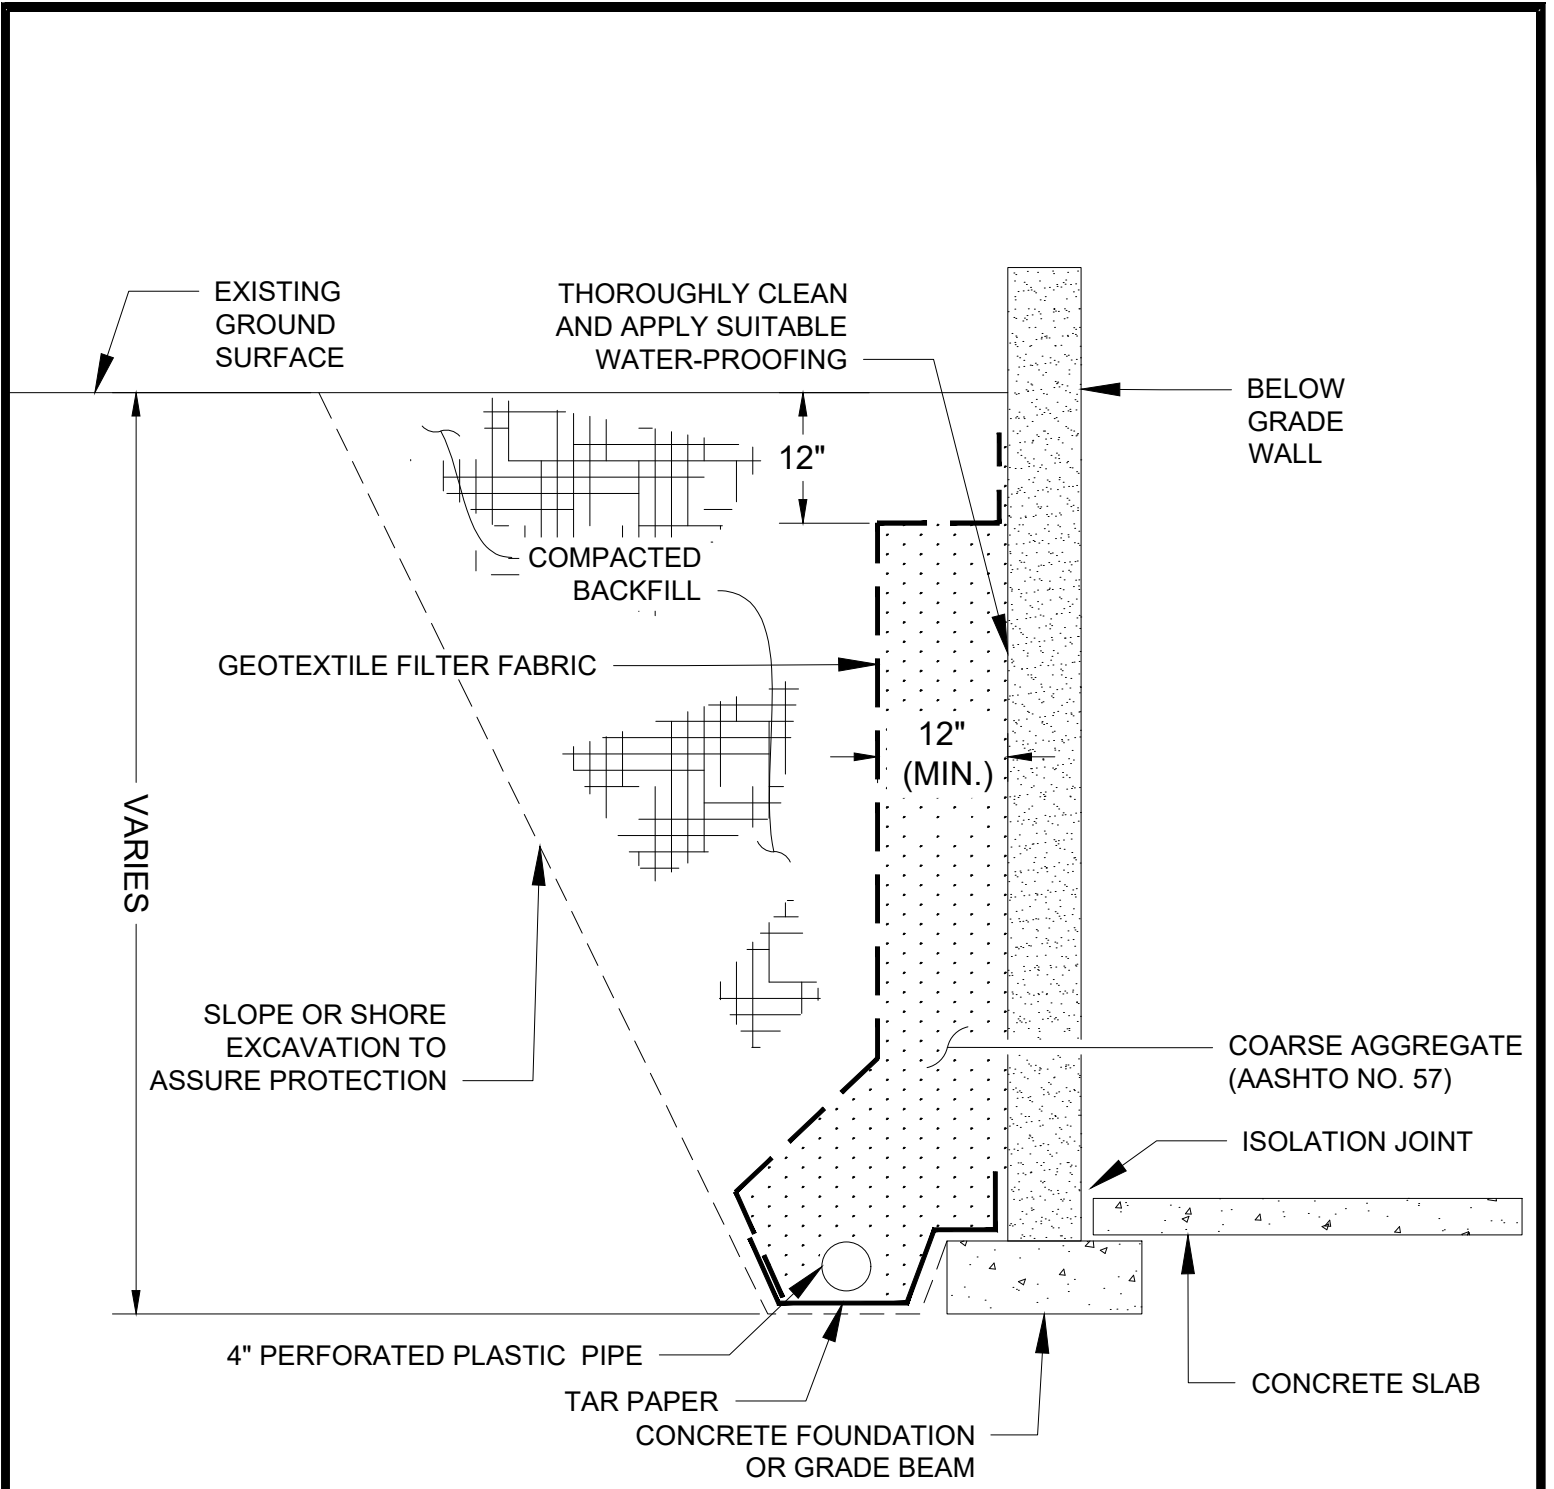 EXISTING
GROUND
SURFACE
THOROUGHLY CLEAN
AND APPLY SUITABLE
WATER-PROOFING
BELOW
GRADE
WALL
12"
COMPACTED
BACKFILL
GEOTEXTILE FILTER FABRIC
12"
(MIN.)
VARIES
SLOPE OR SHORE
EXCAVATION TO
ASSURE PROTECTION
COARSE AGGREGATE
(AASHTO NO. 57)
ISOLATION JOINT
4" PERFORATED PLASTIC PIPE
TAR PAPER
CONCRETE SLAB
CONCRETE FOUNDATION
OR GRADE BEAM